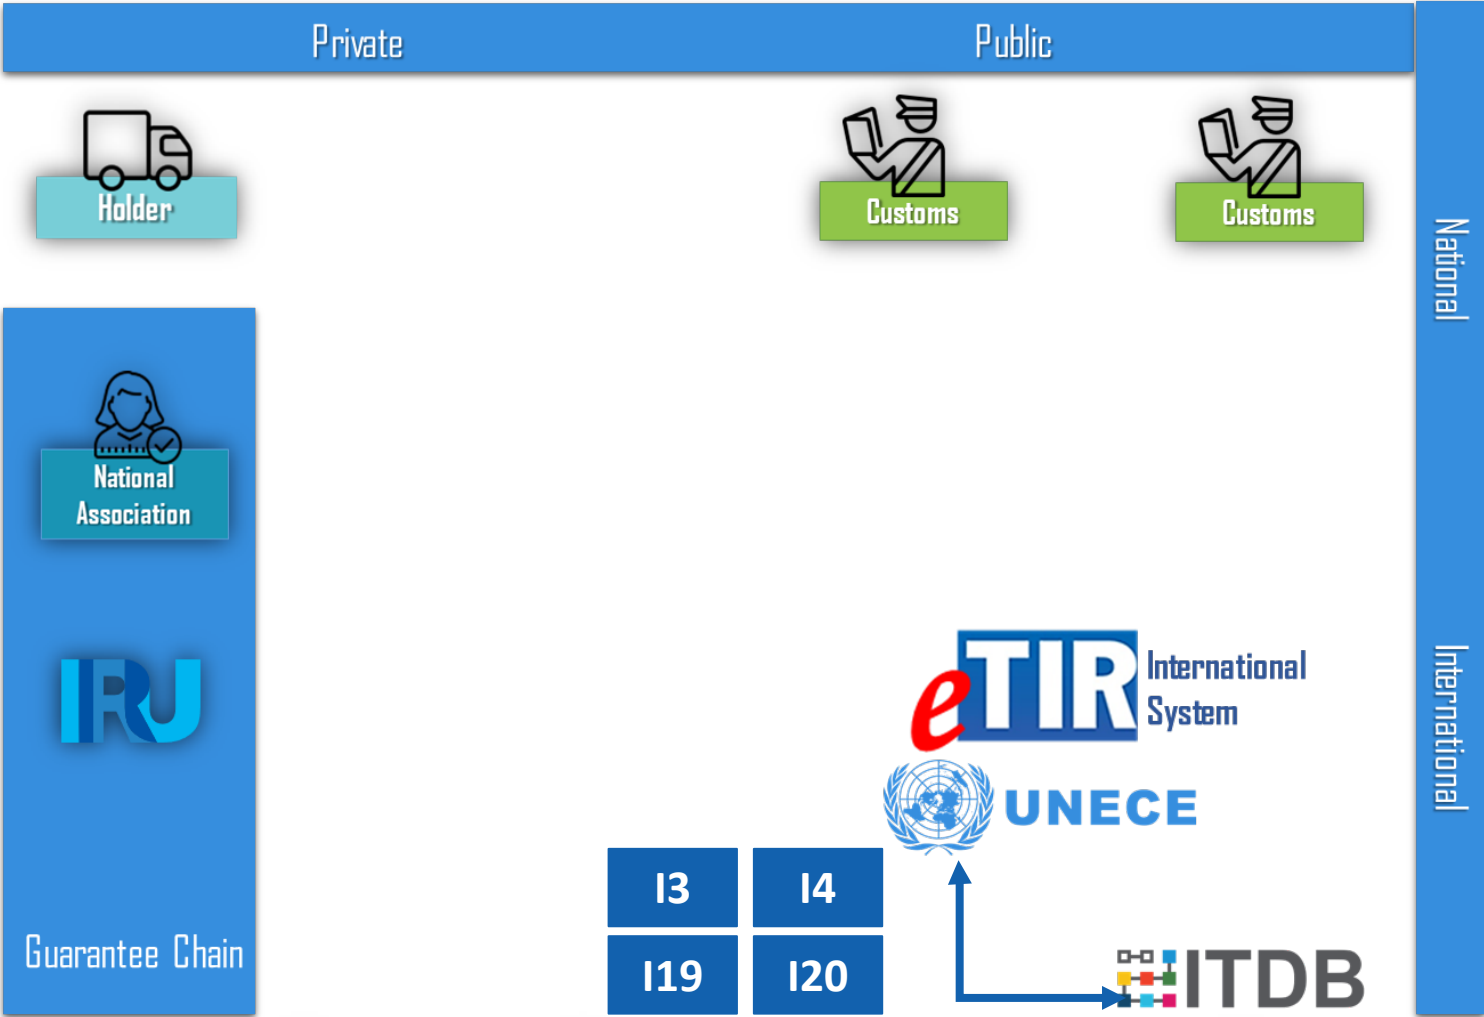 Private
Public
National
International
Holder
Customs
Customs
National
Association
IRU
Guarantee Chain
eTIR
International
System
UNECE
I3
I4
I19
I20
ITDB